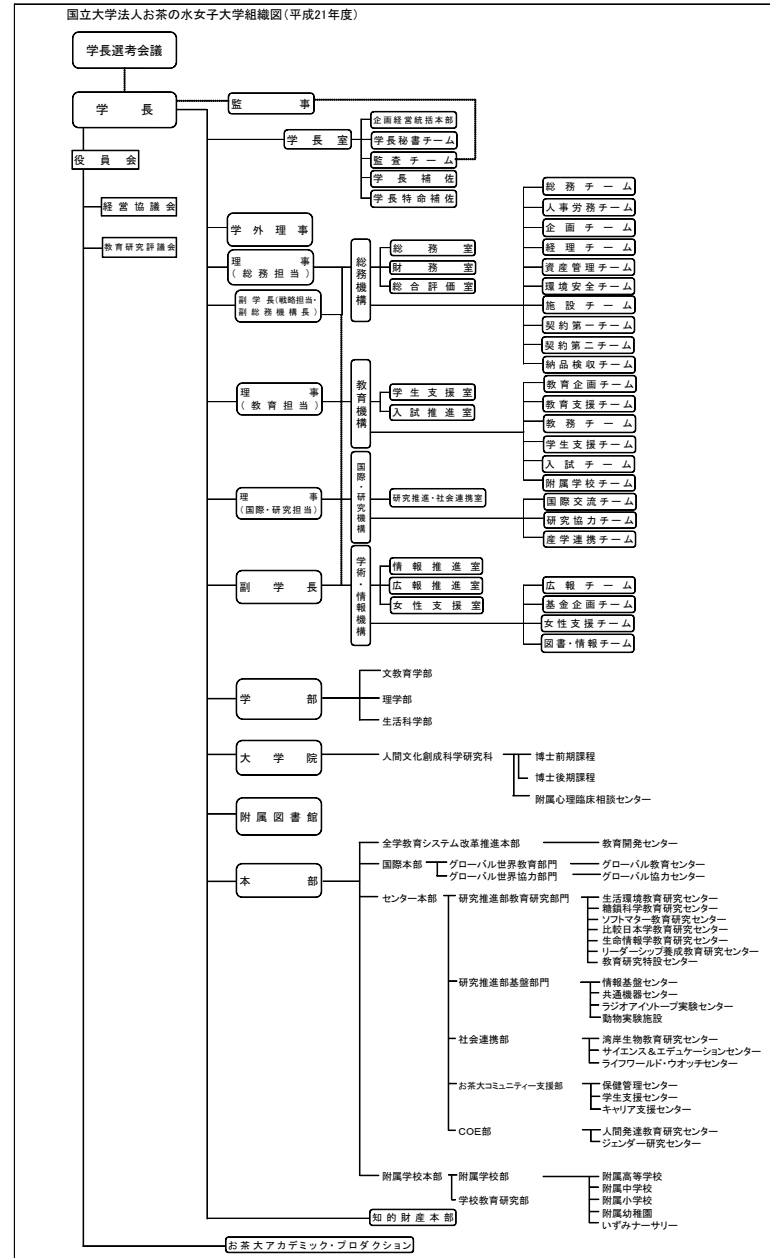 国立大学法人お茶の水女子大学組織図(平成21年度)
学長選考会議
学長
監事
役員会
経営協議会
教育研究評議会
学長室
企画経営統括本部
学長秘書チーム
監査チーム
学長補佐
学長特命補佐
学外理事
理事
(総務担当)
副学長(戦略担当・
副総務機構長)
総務機構
総務室
財務室
総合評価室
総務チーム
人事労務チーム
企画チーム
経理チーム
資産管理チーム
環境安全チーム
施設チーム
契約第一チーム
契約第二チーム
納品検収チーム
理事
(教育担当)
教育機構
学生支援室
入試推進室
教育企画チーム
教育支援チーム
教務チーム
学生支援チーム
入試チーム
附属学校チーム
理事
(国際・研究担当)
国際・研究機構
研究推進・社会連携室
国際交流チーム
研究協力チーム
産学連携チーム
副学長
学術・情報機構
情報推進室
広報推進室
女性支援室
広報チーム
基金企画チーム
女性支援チーム
図書・情報チーム
学部
文教育学部
理学部
生活科学部
大学院
人間文化創成科学研究科
博士前期課程
博士後期課程
附属心理臨床相談センター
附属図書館
本部
全学教育システム改革推進本部
教育開発センター
国際本部
グローバル世界教育部門
グローバル教育センター
グローバル世界協力部門
グローバル協力センター
センター本部
研究推進部教育研究部門
生活環境教育研究センター
糖鎖科学教育研究センター
ソフトマター教育研究センター
比較日本学教育研究センター
生命情報学教育研究センター
リーダーシップ養成教育研究センター
教育研究特設センター
研究推進部基盤部門
情報基盤センター
共通機器センター
ラジオアイソトープ実験センター
動物実験施設
社会連携部
湾岸生物教育研究センター
サイエンス&エデュケーションセンター
ライフワールド・ウオッチセンター
お茶大コミュニティー支援部
保健管理センター
学生支援センター
キャリア支援センター
COE部
人間発達教育研究センター
ジェンダー研究センター
附属学校本部
附属学校部
学校教育研究部
附属高等学校
附属中学校
附属小学校
附属幼稚園
いずみナーサリー
知的財産本部
お茶大アカデミック・プロダクション